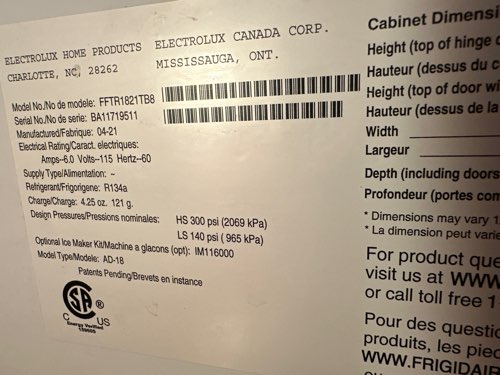 ELECTROLUX HOME PRODUCTS
CHARLOTTE, NC, 28262
ELECTROLUX CANADA CORP.
MISSISSAUGA, ONT.
Model No./No de modele: FFTR1821TB8
Serial No./No de serie: BA11719511
Manufactured/Fabrique: 04-21
Electrical Rating/Caract. electriques:
Amps-6.0 Volts-115 Hertz-60
Supply Type/Alimentation: ~
Refrigerant/Frigorigene: R134a
Charge/Charge: 4.25 oz. 121 g.
Design Pressures/Pressions nominales: HS 300 psi (2069 kPa)
LS 140 psi ( 965 kPa)
Optional Ice Maker Kit/Machine a glacons (opt): IM116000
Model Type/Modele: AD-18
Patents Pending/Brevets en instance
SA
C US
Energy Verified
Cabinet Dimensi
Height (top of hinge c
Hauteur (dessus du c
Height (top of door wi
Hauteur (dessus de la
Width
Largeur
Depth (including doors
Profondeur (portes com
* Dimensions may vary 1
* La dimension peut varie
For product que
visit us at WWW
or call toll free 1
Pour des questio
produits, les pied
WWW.FRIGIDAIR